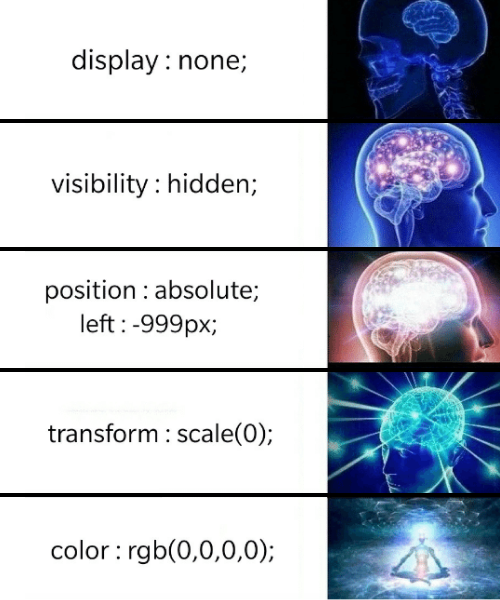 display : none;
visibility : hidden;
position : absolute;
left : -999px;
transform : scale(0);
color : rgb(0,0,0,0);